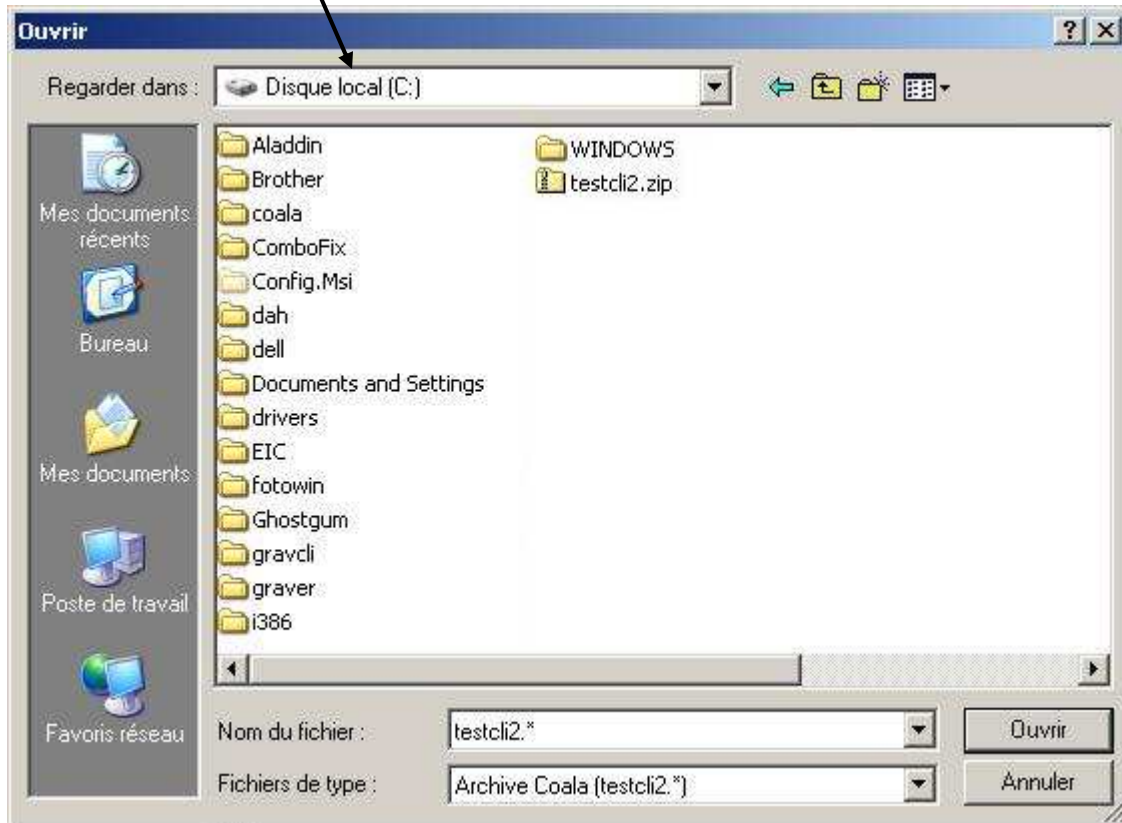 Ouvrir
Regarder dans :
Disque local (C:)
Mes documents
récents
Bureau
Mes documents
Poste de travail
Favoris réseau
Aladdin
Brother
coala
ComboFix
Config.Msi
dah
dell
Documents and Settings
drivers
EIC
fotowin
Ghostgum
gravcli
graver
i386
WINDOWS
testcli2.zip
Nom du fichier :
testcli2.*
Ouvrir
Fichiers de type :
Archive Coala (testcli2.*)
Annuler